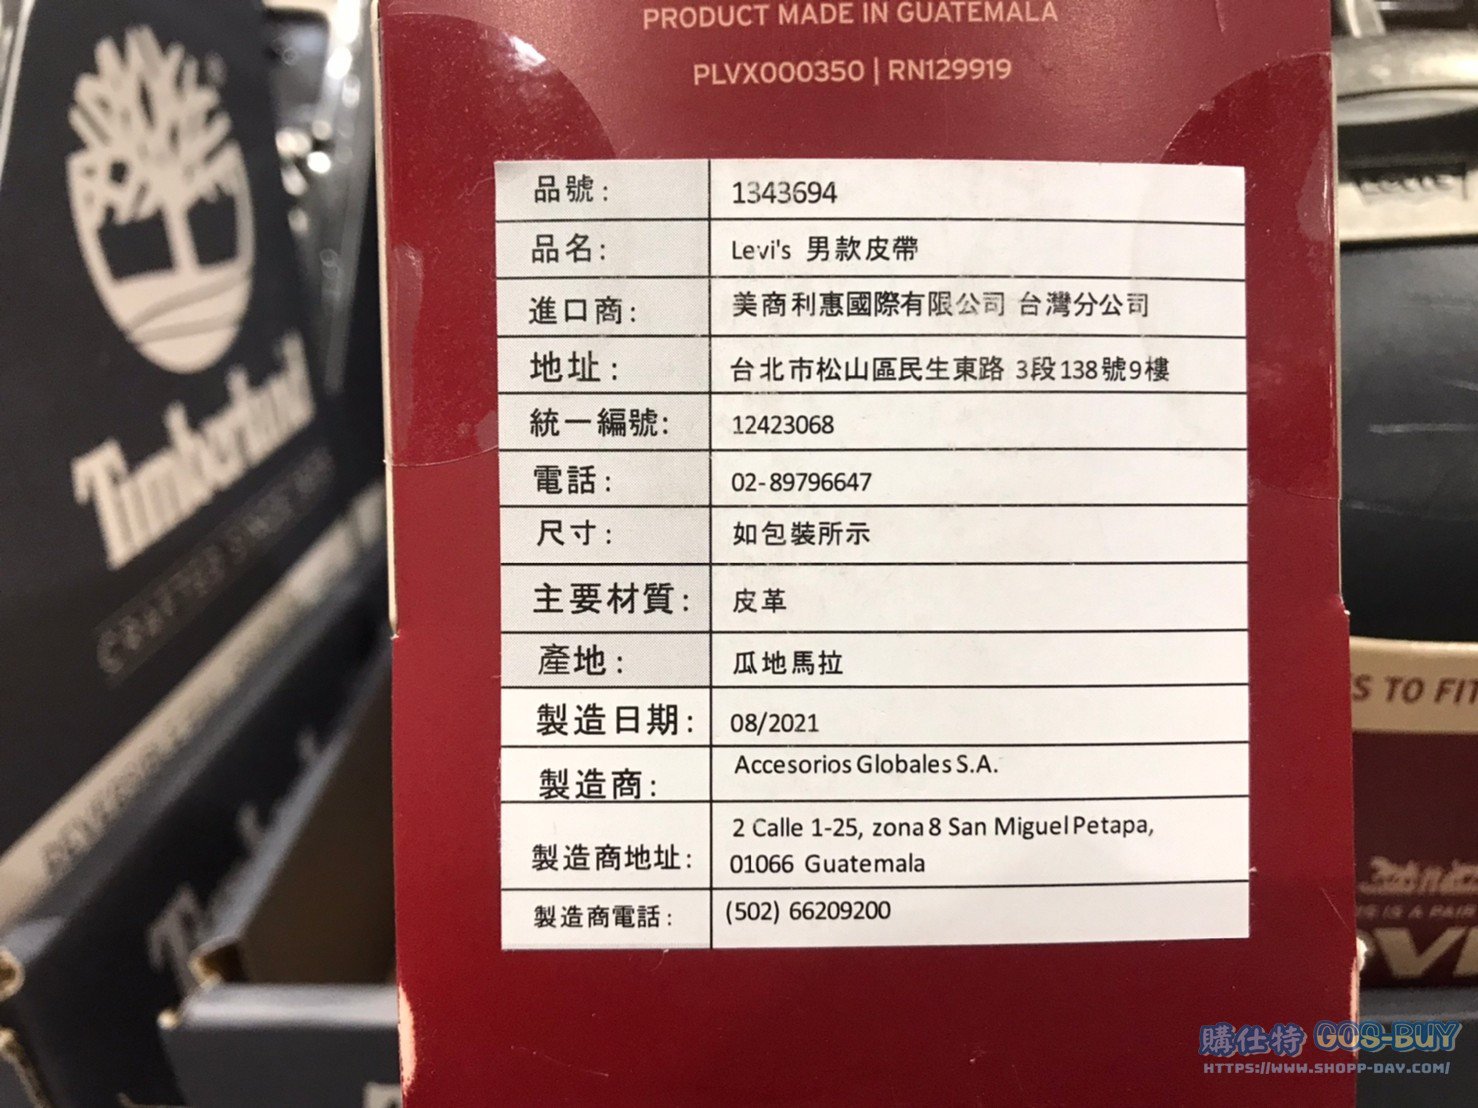 PRODUCT MADE IN GUATEMALA
PLVX000350 | RN129919
品號: 1343694
品名: Levi's 男款皮帶
進口商: 美商利惠國際有限公司 台灣分公司
地址: 台北市松山區民生東路 3段138號9樓
統一編號: 12423068
電話: 02-89796647
尺寸: 如包裝所示
主要材質: 皮革
產地: 瓜地馬拉
製造日期: 08/2021
製造商: Accesorios Globales S.A.
製造商地址: 2 Calle 1-25, zona 8 San Miguel Petapa,
01066 Guatemala
製造商電話: (502) 66209200
Timberland
S TO FIT
購仕特 GOS-BUY
HTTPS://WWW.SHOPP-DAY.COM/